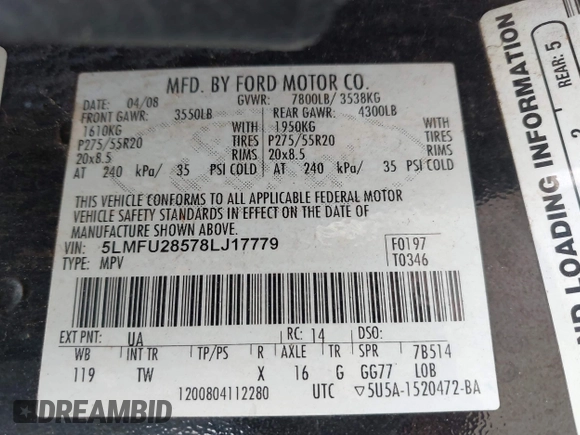 MFD. BY FORD MOTOR CO.
DATE: 04/08 GVWR: 7800LB/ 3538KG
FRONT GAWR: 3550LB REAR GAWR: 4300LB
1610KG WITH 1950KG WITH
P275/55R20 TIRES P275/55R20 TIRES
20x8.5 RIMS 20x8.5 RIMS
AT 240 kPa/ 35 PSI COLD AT 240 kPa/ 35 PSI COLD
THIS VEHICLE CONFORMS TO ALL APPLICABLE FEDERAL MOTOR
VEHICLE SAFETY STANDARDS IN EFFECT ON THE DATE OF
MANUFACTURE SHOWN ABOVE.
VIN: 5LMFU28578LJ17779 F0197
TYPE: MPV T0346
EXT PNT: UA RC: 14 DSO:
WB INT TR TP/PS R AXLE TR SPR 7B514
119 TW X 16 G GG77 LOB
1200804112280 UTC ▽5U5A-1520472-BA
ND LOADING INFORMATION
REAR: 5
DREAMBID